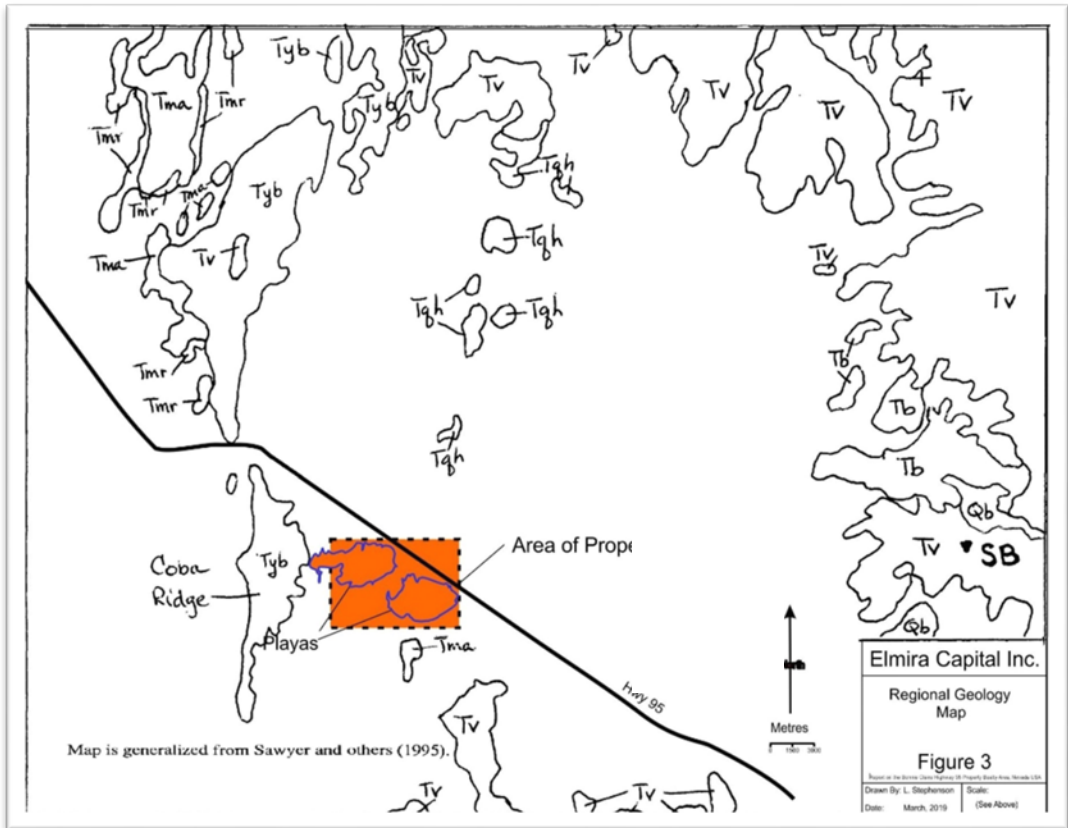 Tyb
Tv
Tv
Tv
Tv
Tv
Tv
Tma
Tmr
Tmr
Tyb
Tqh
Tmr
Tma
Tyb
Tqh
Tma
Tv
Tv
Tv
Tqh
Tqh
Tmr
Tb
Tmr
Tb
Tqh
Tb
Qb
Area of Prope
Tv
SB
Coba
Ridge
Tyb
Playas
Tma
Qb
Hwy 95
Tv
Metres
Map is generalized from Sawyer and others (1995).
Tv
Tv
Elmira Capital Inc.
Regional Geology
Map
Figure 3
Drawn By: L. Stephenson
Scale:
(See Above)
Date: March, 2019